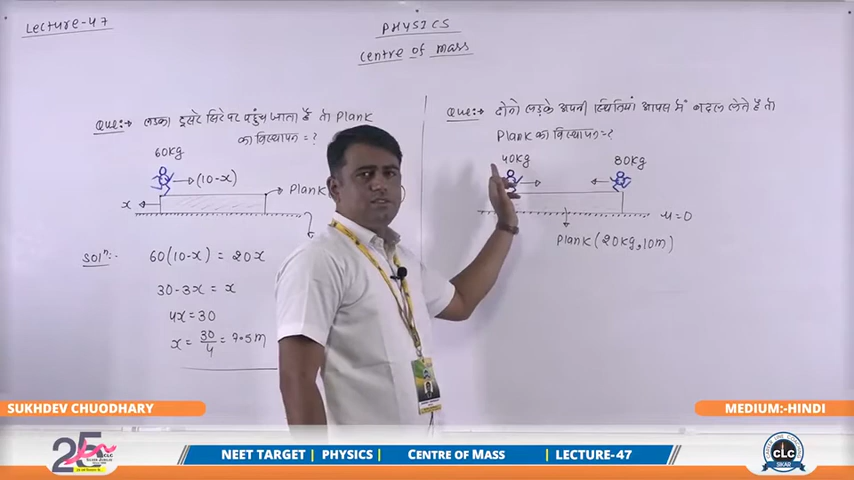 Lecture-47
PHYSICS
Centre of mass
Que:→ लड़का दूसरे सिरे पर पहुंच जाता है तो Plank
का विस्थापन = ?
60Kg
(10-x)
Plank
x
Solⁿ:-
60(10-x) = 20x
30-3x = x
4x = 30
x = 30/4 = 7.5m
Que:→ दोनो लड़के अपनी स्थितियां आपस में बदल लेते है तो
Plank का विस्थापन = ?
40Kg
80Kg
μ=0
Plank (20Kg, 10m)
SUKHDEV CHUODHARY
MEDIUM:-HINDI
25
NEET TARGET | PHYSICS | CENTRE OF MASS | LECTURE-47
CLC
SIKAR